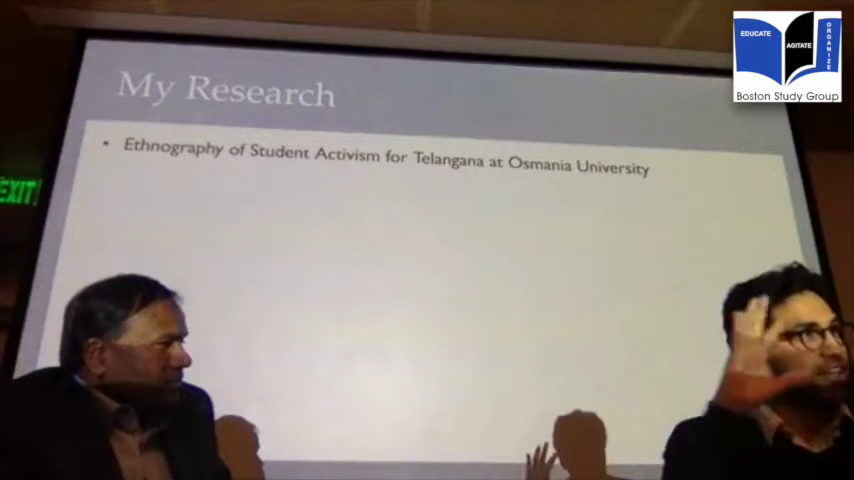 My Research
• Ethnography of Student Activism for Telangana at Osmania University
EXIT
EDUCATE
AGITATE
ORGANIZE
Boston Study Group